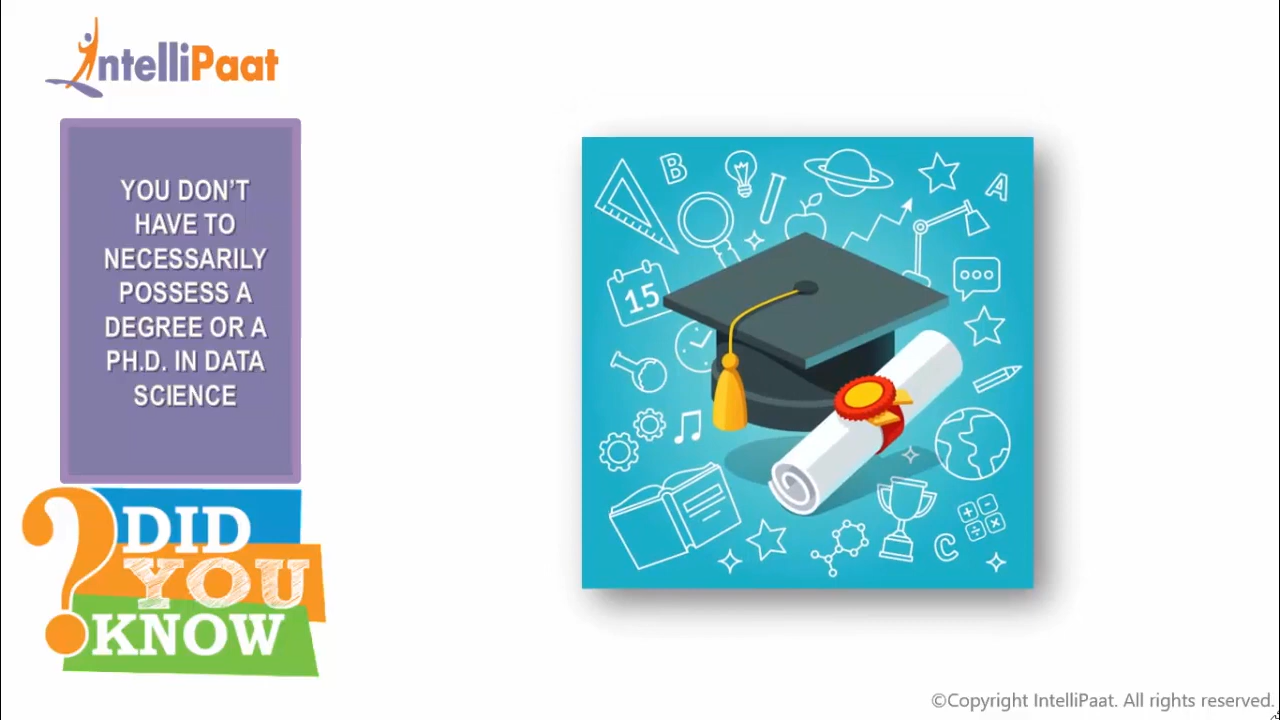 IntelliPaat
YOU DON'T
HAVE TO
NECESSARILY
POSSESS A
DEGREE OR A
PH.D. IN DATA
SCIENCE
?
DID
YOU
KNOW
B
A
15
C
©Copyright IntelliPaat. All rights reserved.